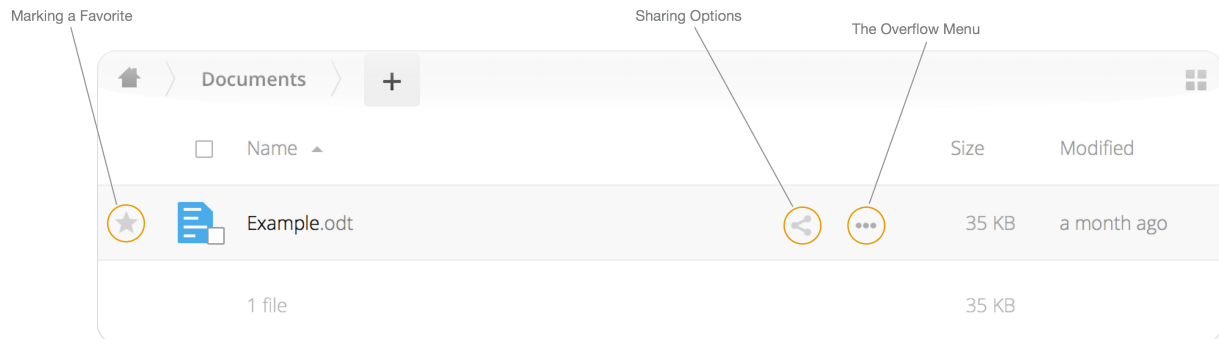 Marking a Favorite
Sharing Options
The Overflow Menu
Documents +
Name Size Modified
Example.odt 35 KB a month ago
1 file 35 KB